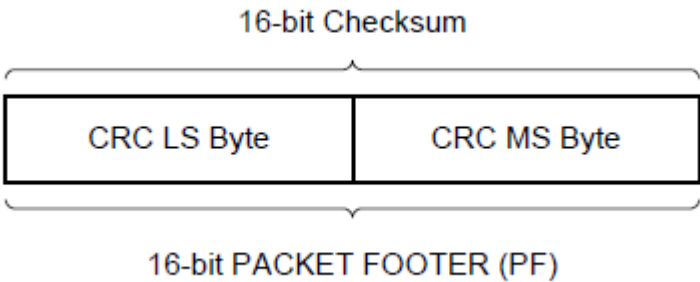 16-bit Checksum
CRC LS Byte CRC MS Byte
16-bit PACKET FOOTER (PF)